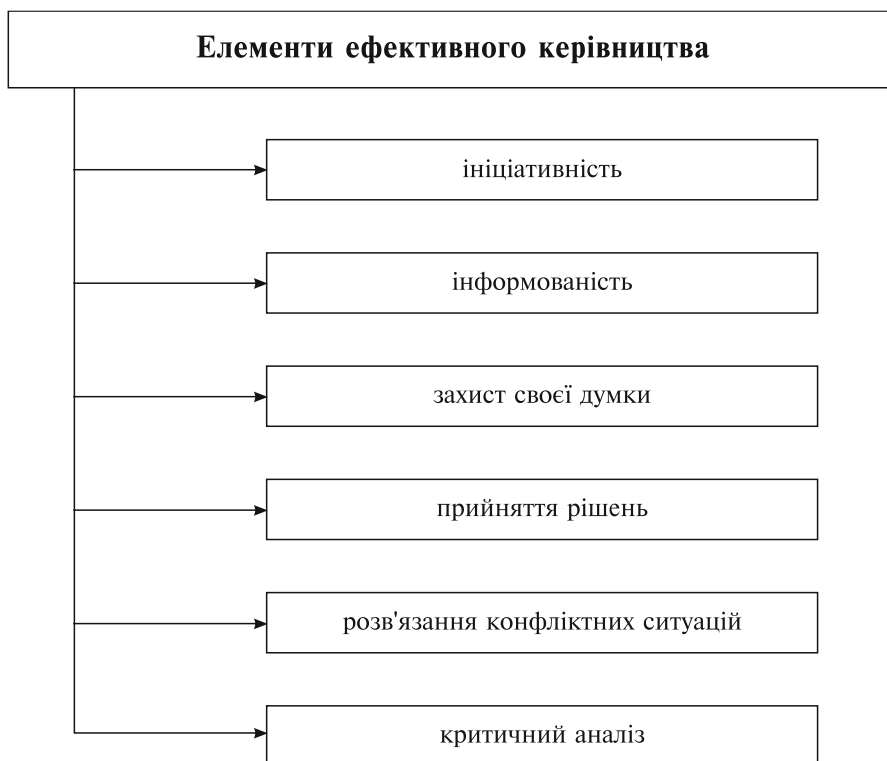 Елементи ефективного керівництва
ініціативність
інформованість
захист своєї думки
прийняття рішень
розв'язання конфліктних ситуацій
критичний аналіз